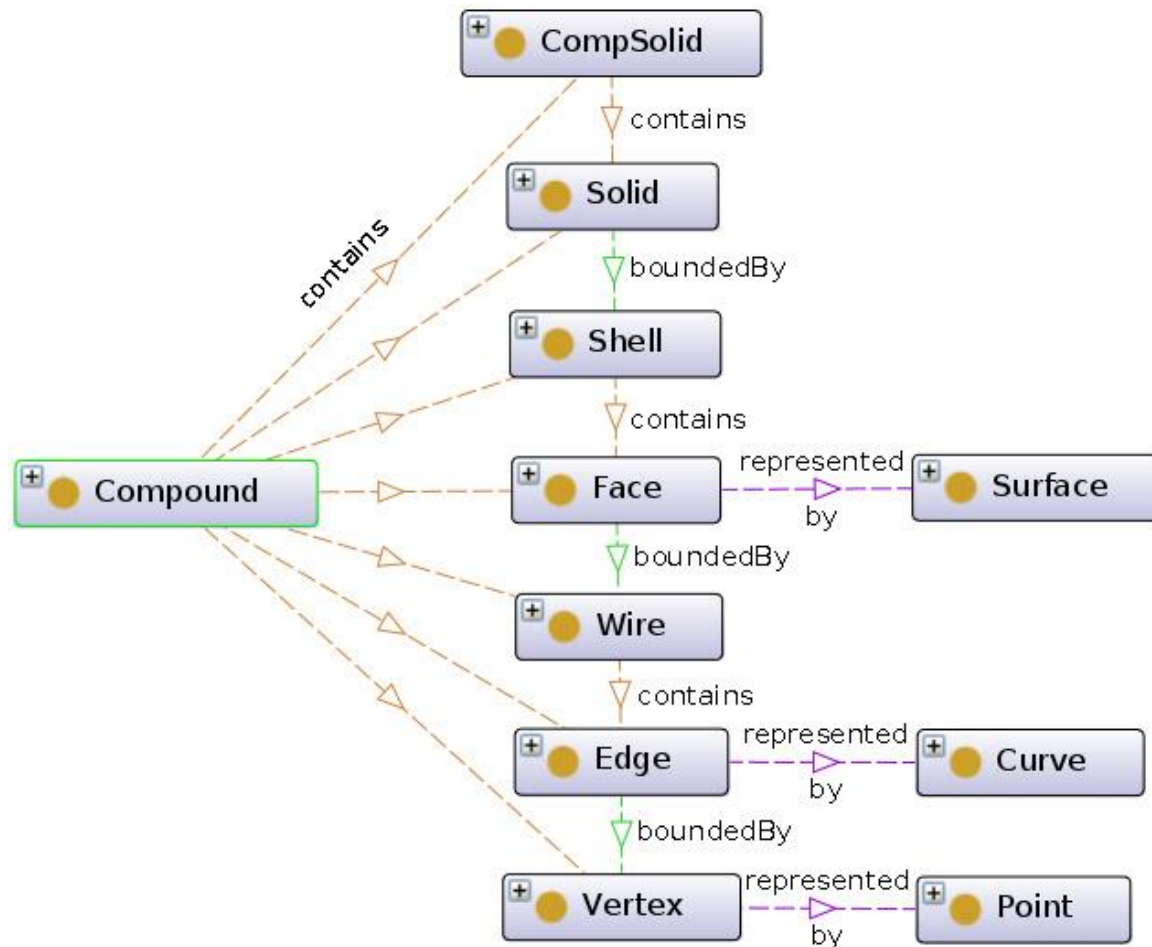 CompSolid
contains
Solid
contains
boundedBy
Shell
contains
Compound
Face
represented
by
Surface
boundedBy
Wire
contains
Edge
represented
by
Curve
boundedBy
Vertex
represented
by
Point